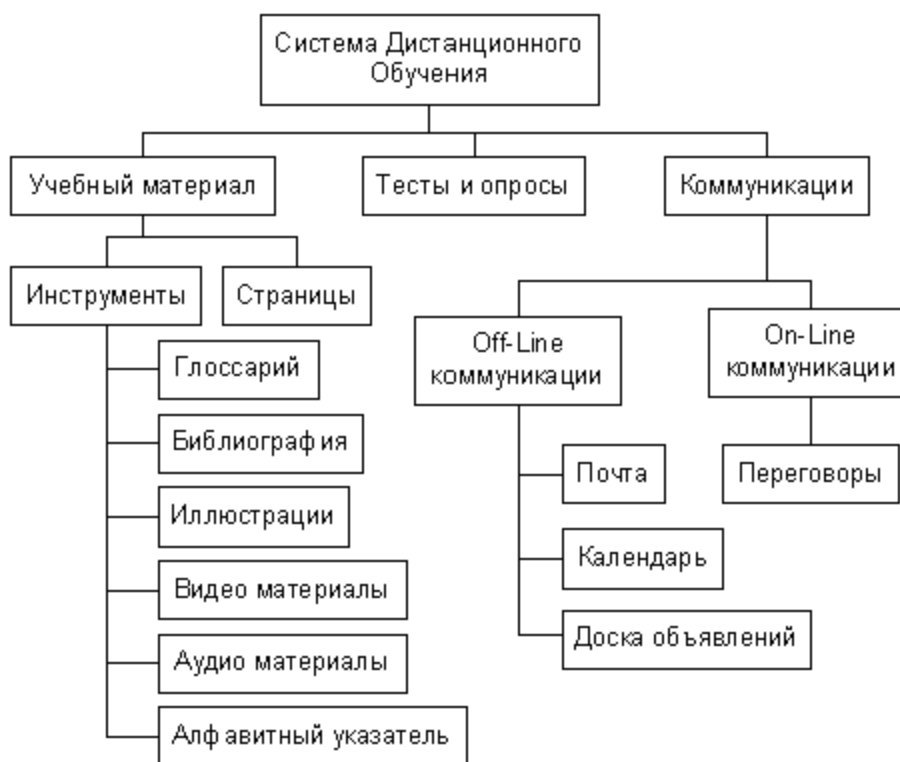 Система Дистанционного
Обучения
Учебный материал
Тесты и опросы
Коммуникации
Инструменты
Страницы
Off-Line
коммуникации
On-Line
коммуникации
Глоссарий
Библиография
Иллюстрации
Видео материалы
Аудио материалы
Алфавитный указатель
Почта
Календарь
Доска объявлений
Переговоры